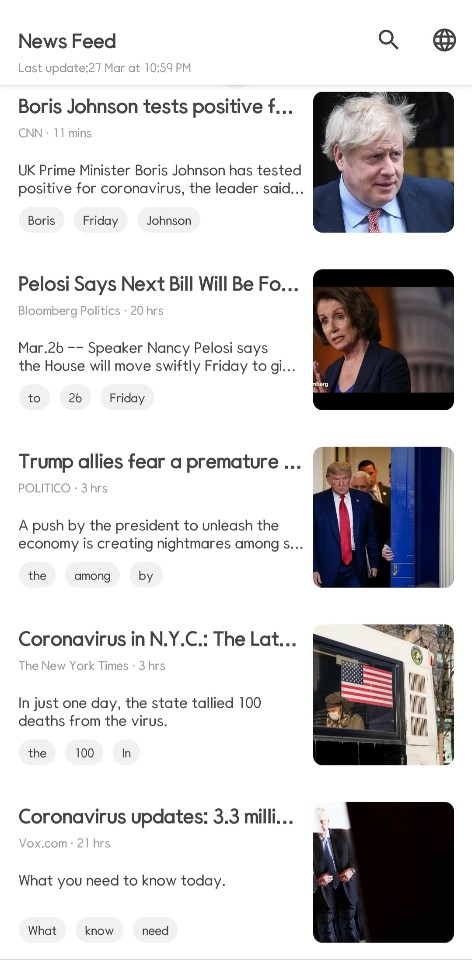 News Feed
Last update:27 Mar at 10:59 PM
Boris Johnson tests positive f...
CNN · 11 mins
UK Prime Minister Boris Johnson has tested
positive for coronavirus, the leader said...
Boris Friday Johnson
Pelosi Says Next Bill Will Be Fo...
Bloomberg Politics · 20 hrs
Mar.26 -- Speaker Nancy Pelosi says
the House will move swiftly Friday to gi...
to 26 Friday
nberg
Trump allies fear a premature ...
POLITICO · 3 hrs
A push by the president to unleash the
economy is creating nightmares among s...
the among by
Coronavirus in N.Y.C.: The Lat...
The New York Times · 3 hrs
In just one day, the state tallied 100
deaths from the virus.
the 100 In
Coronavirus updates: 3.3 milli...
Vox.com · 21 hrs
What you need to know today.
What know need